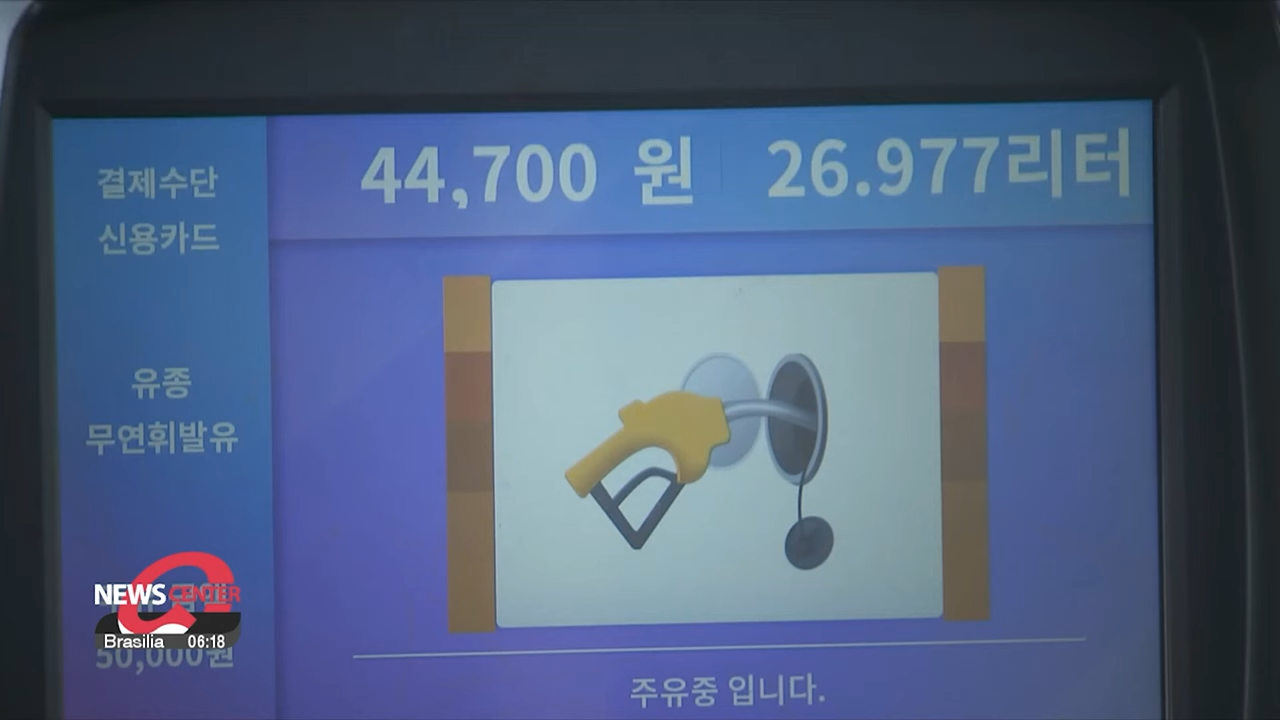 44,700 원 26.977리터
결제수단
신용카드
유종
무연휘발유
NEWS CENTER
Brasilia 06:18
50,000원
주유중 입니다.